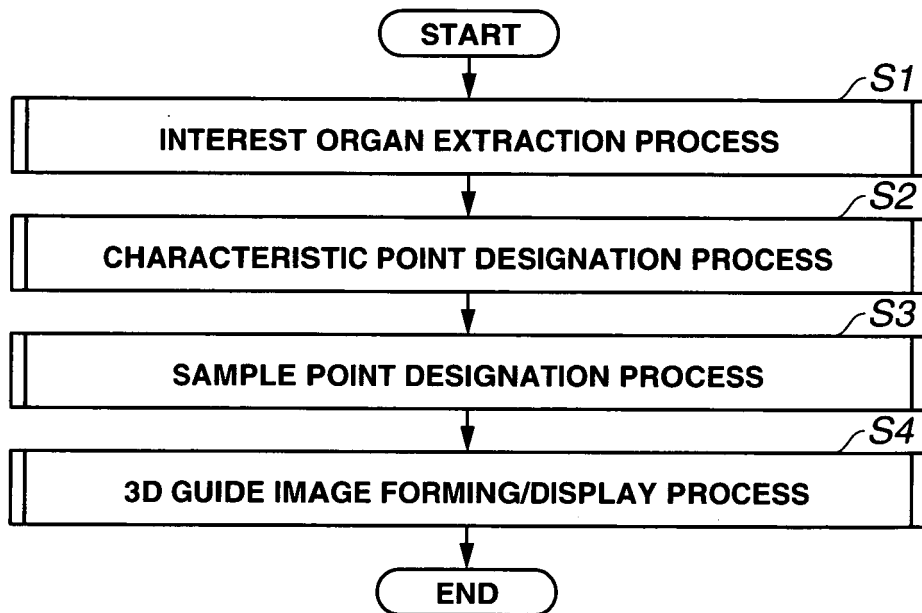 START
S1
INTEREST ORGAN EXTRACTION PROCESS
S2
CHARACTERISTIC POINT DESIGNATION PROCESS
S3
SAMPLE POINT DESIGNATION PROCESS
S4
3D GUIDE IMAGE FORMING/DISPLAY PROCESS
END